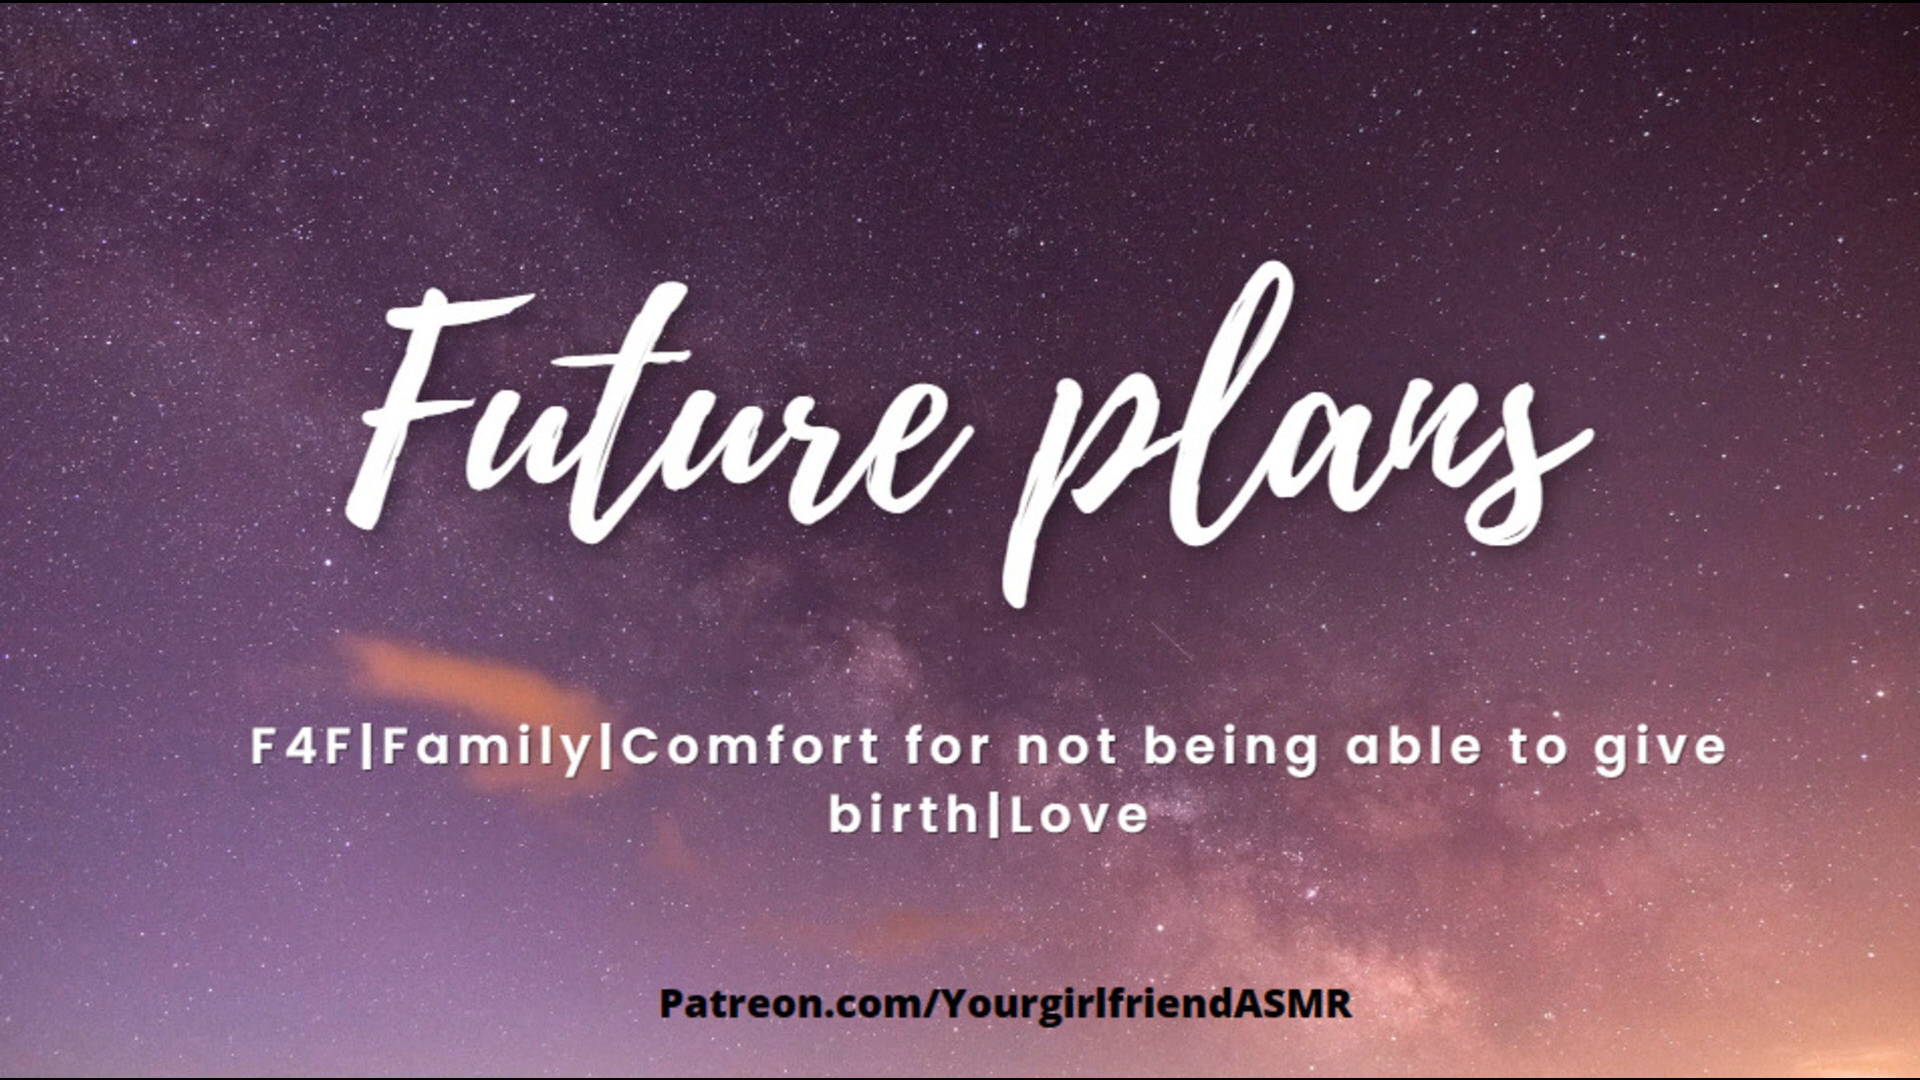 Future plans
F4F|Family|Comfort for not being able to give
birth|Love
Patreon.com/YourgirlfriendASMR